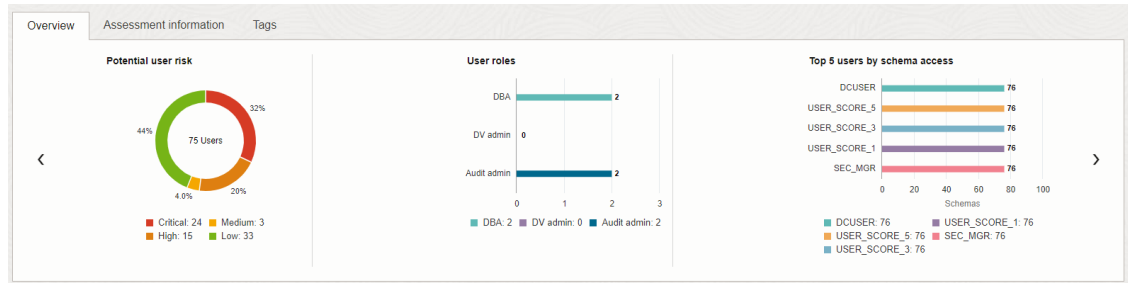 Overview Assessment information Tags
Potential user risk
32%
44%
75 Users
20%
4.0%
Critical: 24 Medium: 3
High: 15 Low: 33
User roles
DBA 2
DV admin 0
Audit admin 2
0 1 2 3
DBA: 2 DV admin: 0 Audit admin: 2
Top 5 users by schema access
DCUSER 76
USER_SCORE_5 76
USER_SCORE_3 76
USER_SCORE_1 76
SEC_MGR 76
0 20 40 60 80 100
Schemas
DCUSER: 76 USER_SCORE_1: 76
USER_SCORE_5: 76 SEC_MGR: 76
USER_SCORE_3: 76